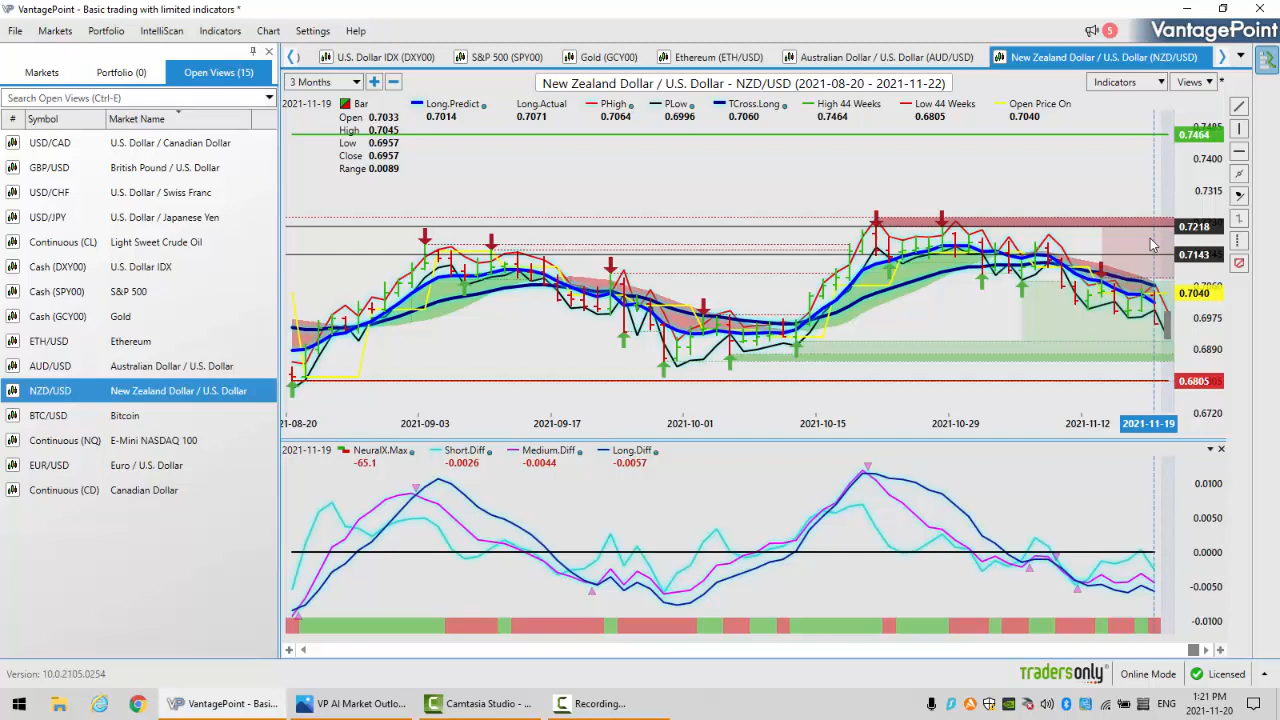 VantagePoint - Basic trading with limited indicators *
File Markets Portfolio IntelliScan Chart Settings Help
Indicators
5 VantagePoint
Markets Portfolio (0) Open Views (15)
U.S. Dollar IDX (DXY00) S&P 500 (SPY00) Gold (GCY00) Ethereum (ETH/USD) Australian Dollar / U.S. Dollar (AUD/USD) New Zealand Dollar / U.S. Dollar (NZD/USD)
3 Months New Zealand Dollar / U.S. Dollar - NZD/USD (2021-08-20 - 2021-11-22) Indicators Views *
Search Open Views (Ctrl-E)
# Symbol Market Name
USD/CAD U.S. Dollar / Canadian Dollar
GBP/USD British Pound / U.S. Dollar
USD/CHF U.S. Dollar / Swiss Franc
USD/JPY U.S. Dollar / Japanese Yen
Continuous (CL) Light Sweet Crude Oil
Cash (DXY00) U.S. Dollar IDX
Cash (SPY00) S&P 500
Cash (GCY00) Gold
ETH/USD Ethereum
AUD/USD Australian Dollar / U.S. Dollar
NZD/USD New Zealand Dollar / U.S. Dollar
BTC/USD Bitcoin
Continuous (NQ) E-Mini NASDAQ 100
EUR/USD Euro / U.S. Dollar
Continuous (CD) Canadian Dollar
2021-11-19 Bar Long.Predict Long.Actual PHigh PLow TCross.Long High 44 Weeks Low 44 Weeks Open Price On
Open 0.7033 0.7014 0.7071 0.7064 0.6996 0.7060 0.7464 0.6805 0.7040
High 0.7045
Low 0.6957
Close 0.6957
Range 0.0089
0.7464
0.7400
0.7315
0.7218
0.7143
0.7040
0.6975
0.6890
0.6805
0.6720
21-08-20 2021-09-03 2021-09-17 2021-10-01 2021-10-15 2021-10-29 2021-11-12 2021-11-19
2021-11-19 NeuralX.Max Short.Diff Medium.Diff Long.Diff
-65.1 -0.0026 -0.0044 -0.0057
0.0100
0.0050
0.0000
-0.0050
-0.0100
Version: 10.0.2105.0254 tradersonly Online Mode Licensed
VantagePoint - Basi... VP AI Market Outlo... Camtasia Studio - ... Recording... ENG 1:21 PM
2021-11-20